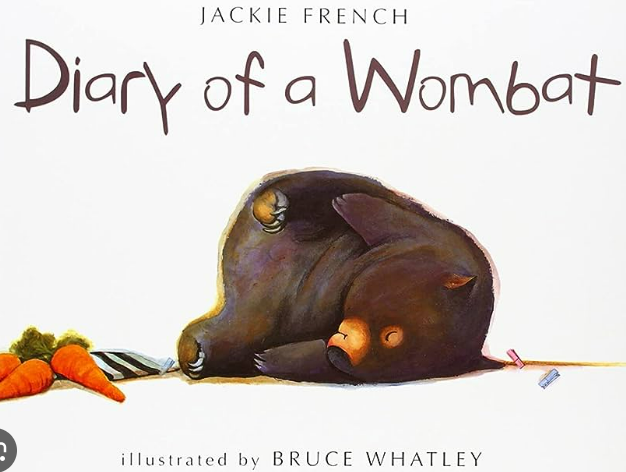 JACKIE FRENCH
Diary of a Wombat
illustrated by BRUCE WHATLEY